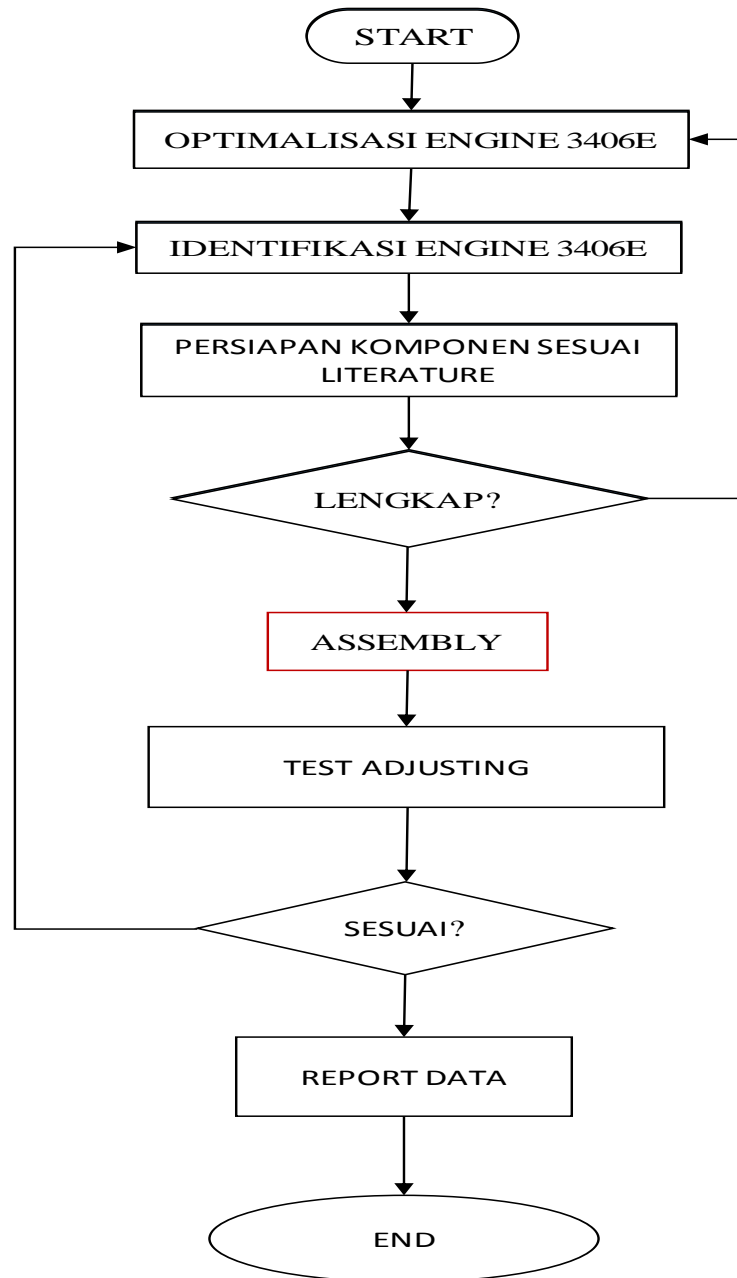 START
OPTIMALISASI ENGINE 3406E
IDENTIFIKASI ENGINE 3406E
PERSIAPAN KOMPONEN SESUAI
LITERATURE
LENGKAP?
ASSEMBLY
TEST ADJUSTING
SESUAI?
REPORT DATA
END